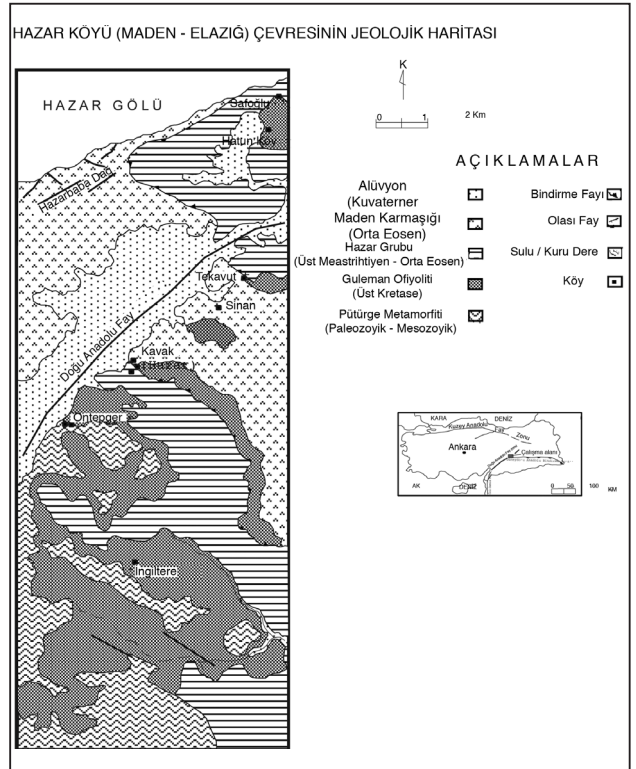 HAZAR KÖYÜ (MADEN - ELAZIĞ) ÇEVRESİNİN JEOLOJİK HARİTASI
K
0 1 2 Km
HAZAR GÖLÜ
Safoğlu
Hatun Köy
Hazarbaba Dağ
Tekavut
Sinan
Doğu Anadolu Fay
Kavak
Öntepger
İngiltere
AÇIKLAMALAR
Alüvyon
(Kuvaterner
Maden Karmaşığı
(Orta Eosen)
Hazar Grubu
(Üst Meastrihtiyen - Orta Eosen)
Guleman Ofiyoliti
(Üst Kretase)
Pütürge Metamorfiti
(Paleozoyik - Mesozoyik)
Bindirme Fayı
Olası Fay
Sulu / Kuru Dere
Köy
KARA DENİZ
Kuzey Anadolu Fay Zonu
Ankara
Çalışma alanı
AK DENİZ
0 50 100 KM